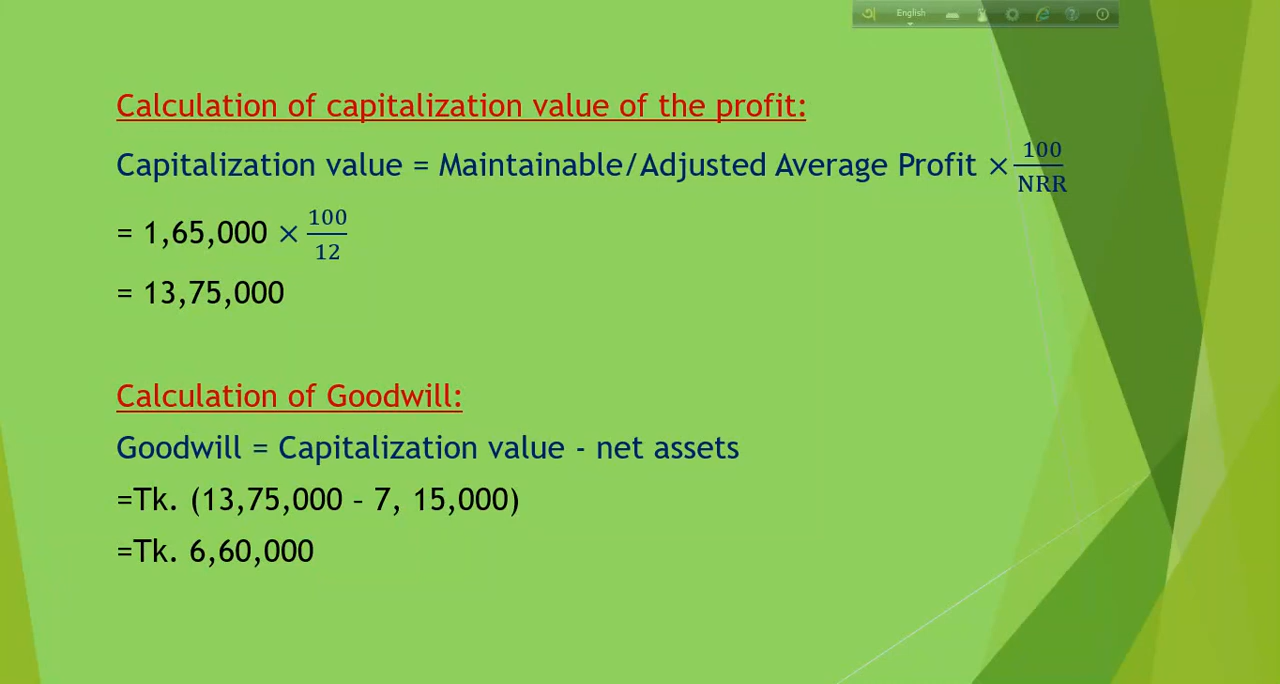 English
Calculation of capitalization value of the profit:
Capitalization value = Maintainable/Adjusted Average Profit × 100/NRR
= 1,65,000 × 100/12
= 13,75,000
Calculation of Goodwill:
Goodwill = Capitalization value - net assets
=Tk. (13,75,000 – 7, 15,000)
=Tk. 6,60,000